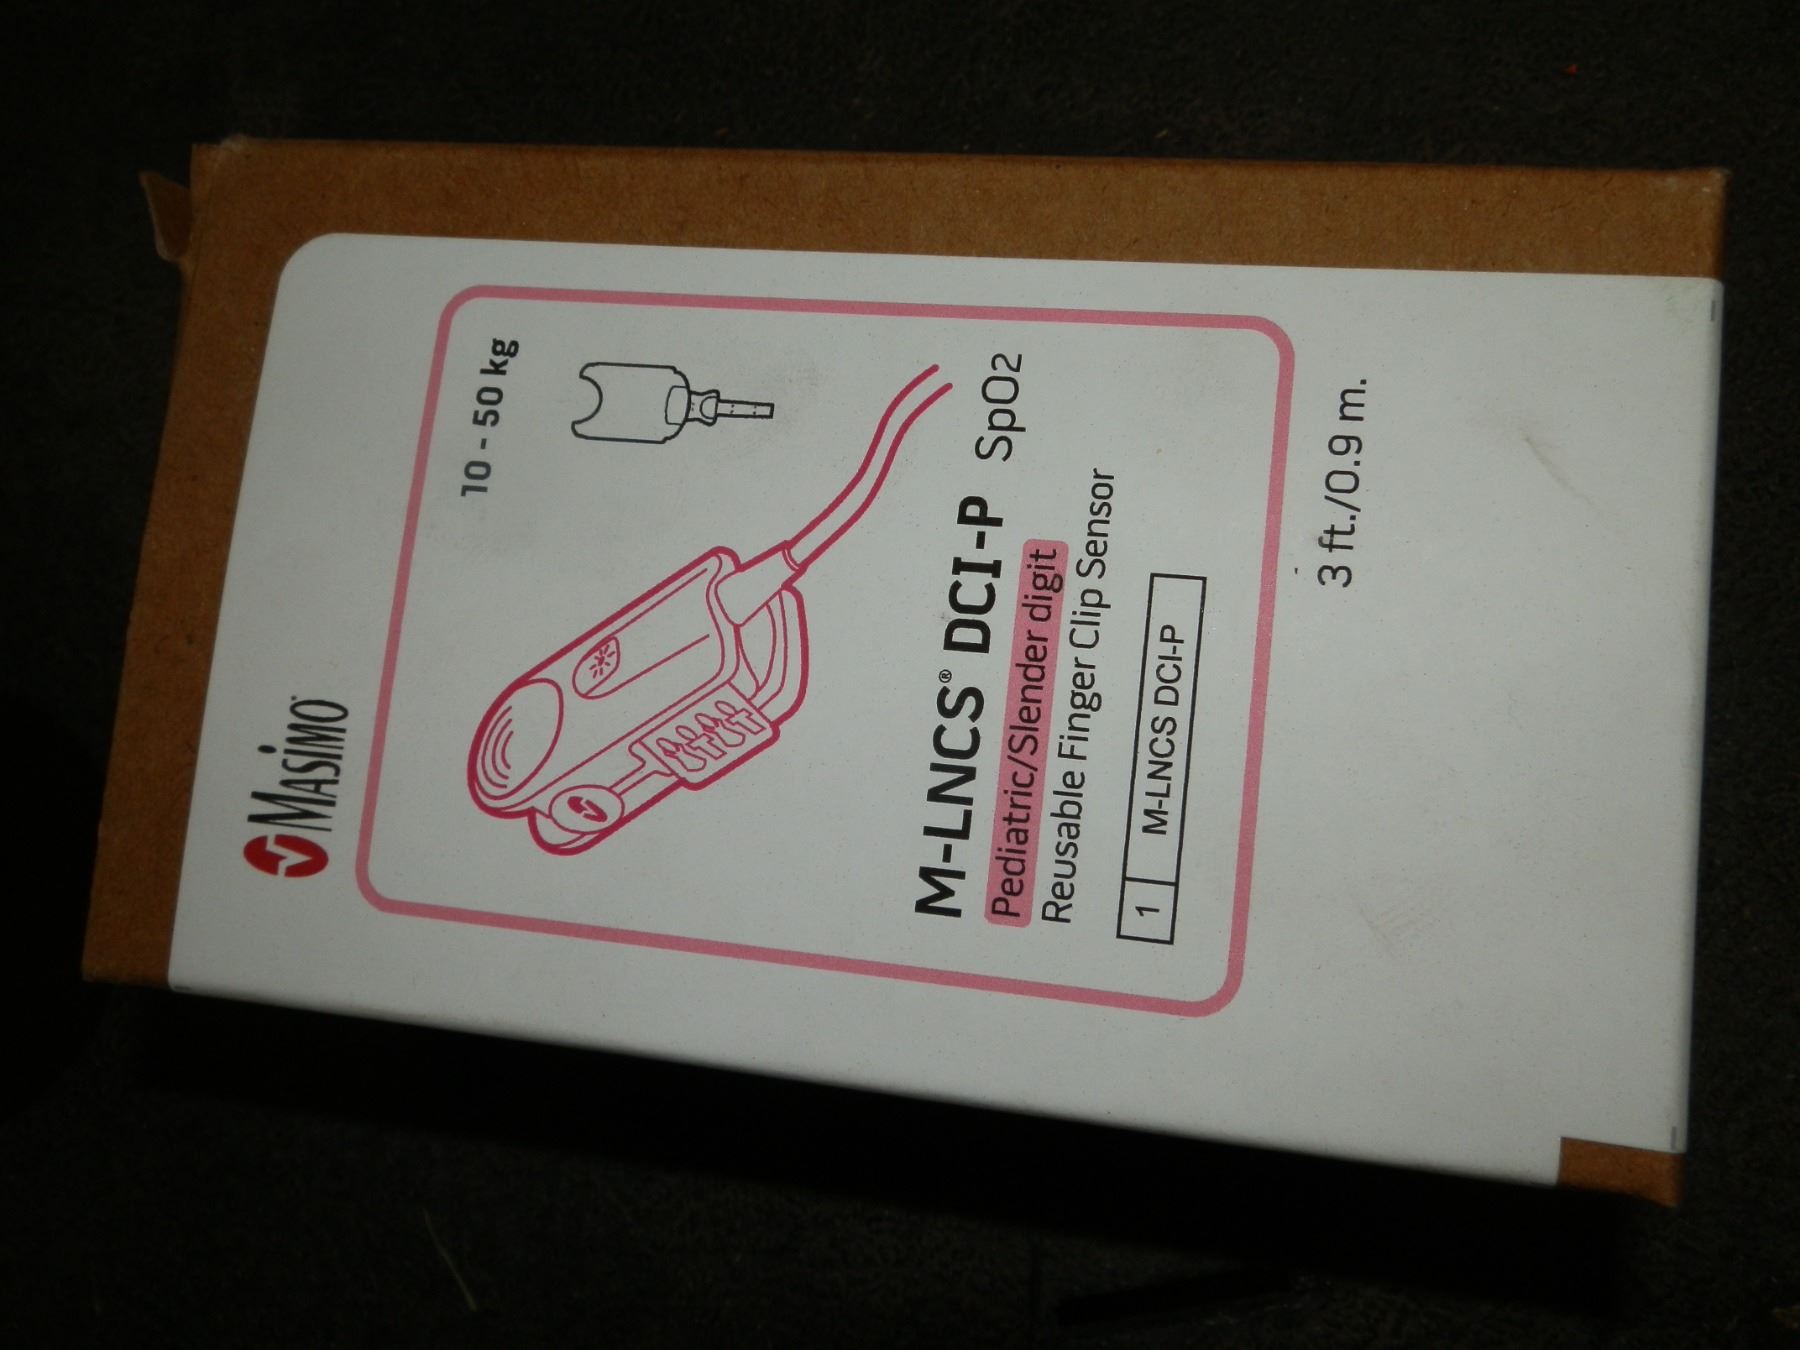 MASIMO
10 - 50 kg
M-LNCS® DCI-P SpO2
Pediatric/Slender digit
Reusable Finger Clip Sensor
1 M-LNCS DCI-P
3 ft./0.9 m.